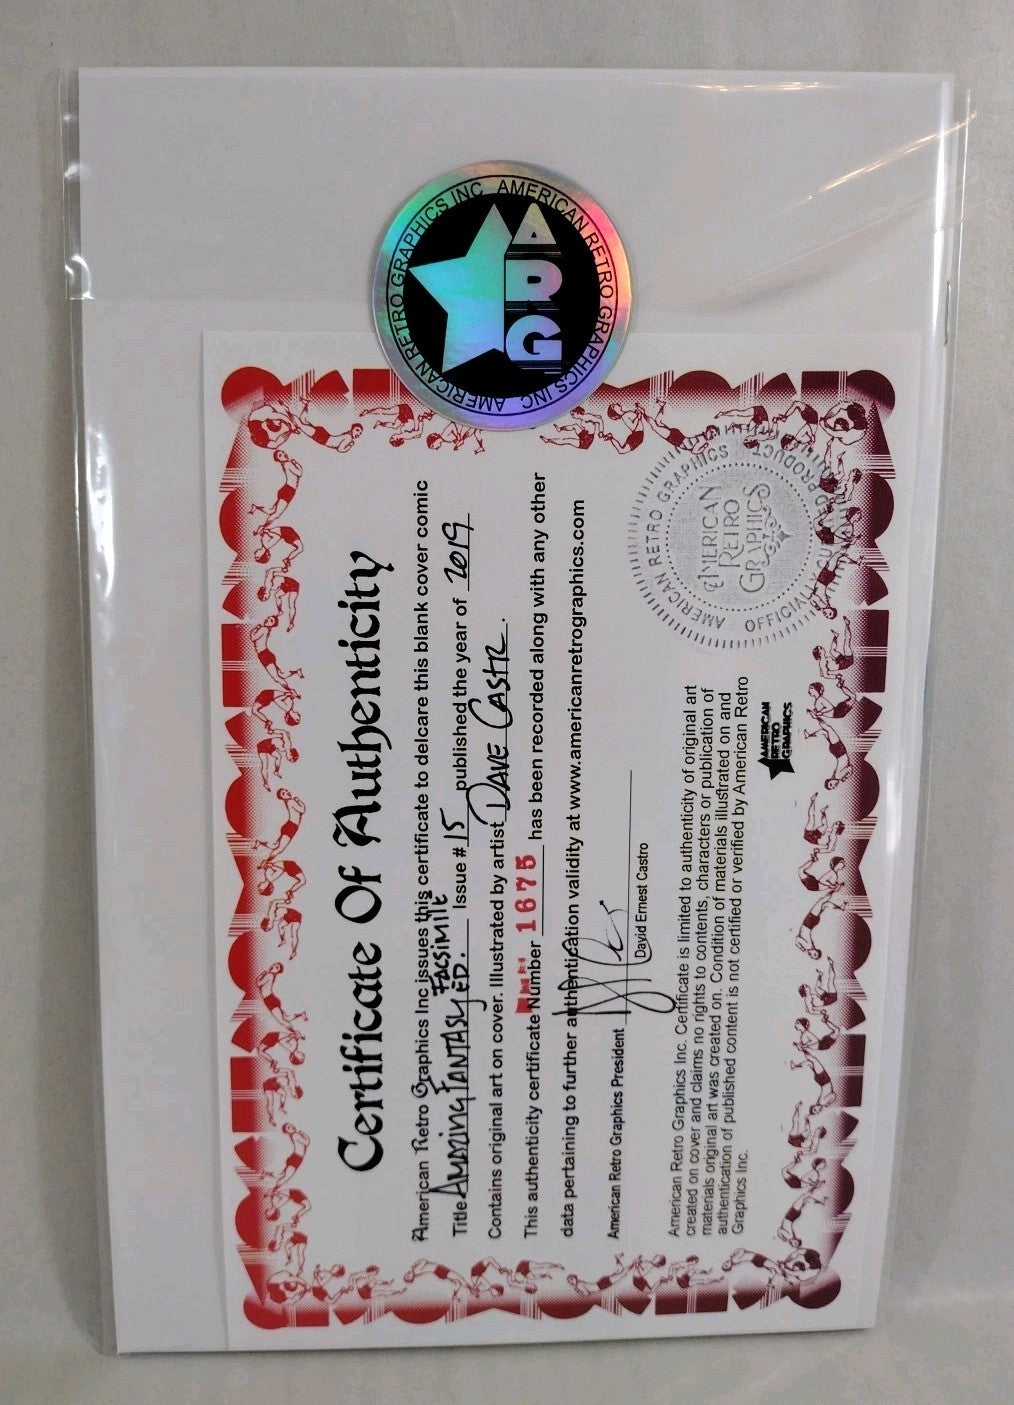 AMERICAN RETRO GRAPHICS INC AMERICAN RETRO GRAPHICS INC
ARG
Certificate Of Authenticity
American Retro Graphics Inc issues this certificate to delcare this blank cover comic
Title AMAZING FANTASY FACSIMILE ED. Issue # 15 published the year of 2019
Contains original art on cover. Illustrated by artist DAVE CASTR.
This authenticity certificate Number 1675 has been recorded along with any other
data pertaining to further authentication validity at www.americanretrographics.com
American Retro Graphics President
David Ernest Castro
American Retro Graphics Inc. Certificate is limited to authenticity of original art
created on cover and claims no rights to contents, characters or publication of
materials original art was created on. Condition of materials illustrated on and
authentication of published content is not certified or verified by American Retro
Graphics Inc.
AMERICAN
RETRO
GRAPHICS
AMERICAN RETRO GRAPHICS
AMERICAN
RETRO
GRAPHICS
OFFICIALLY PRODUCT